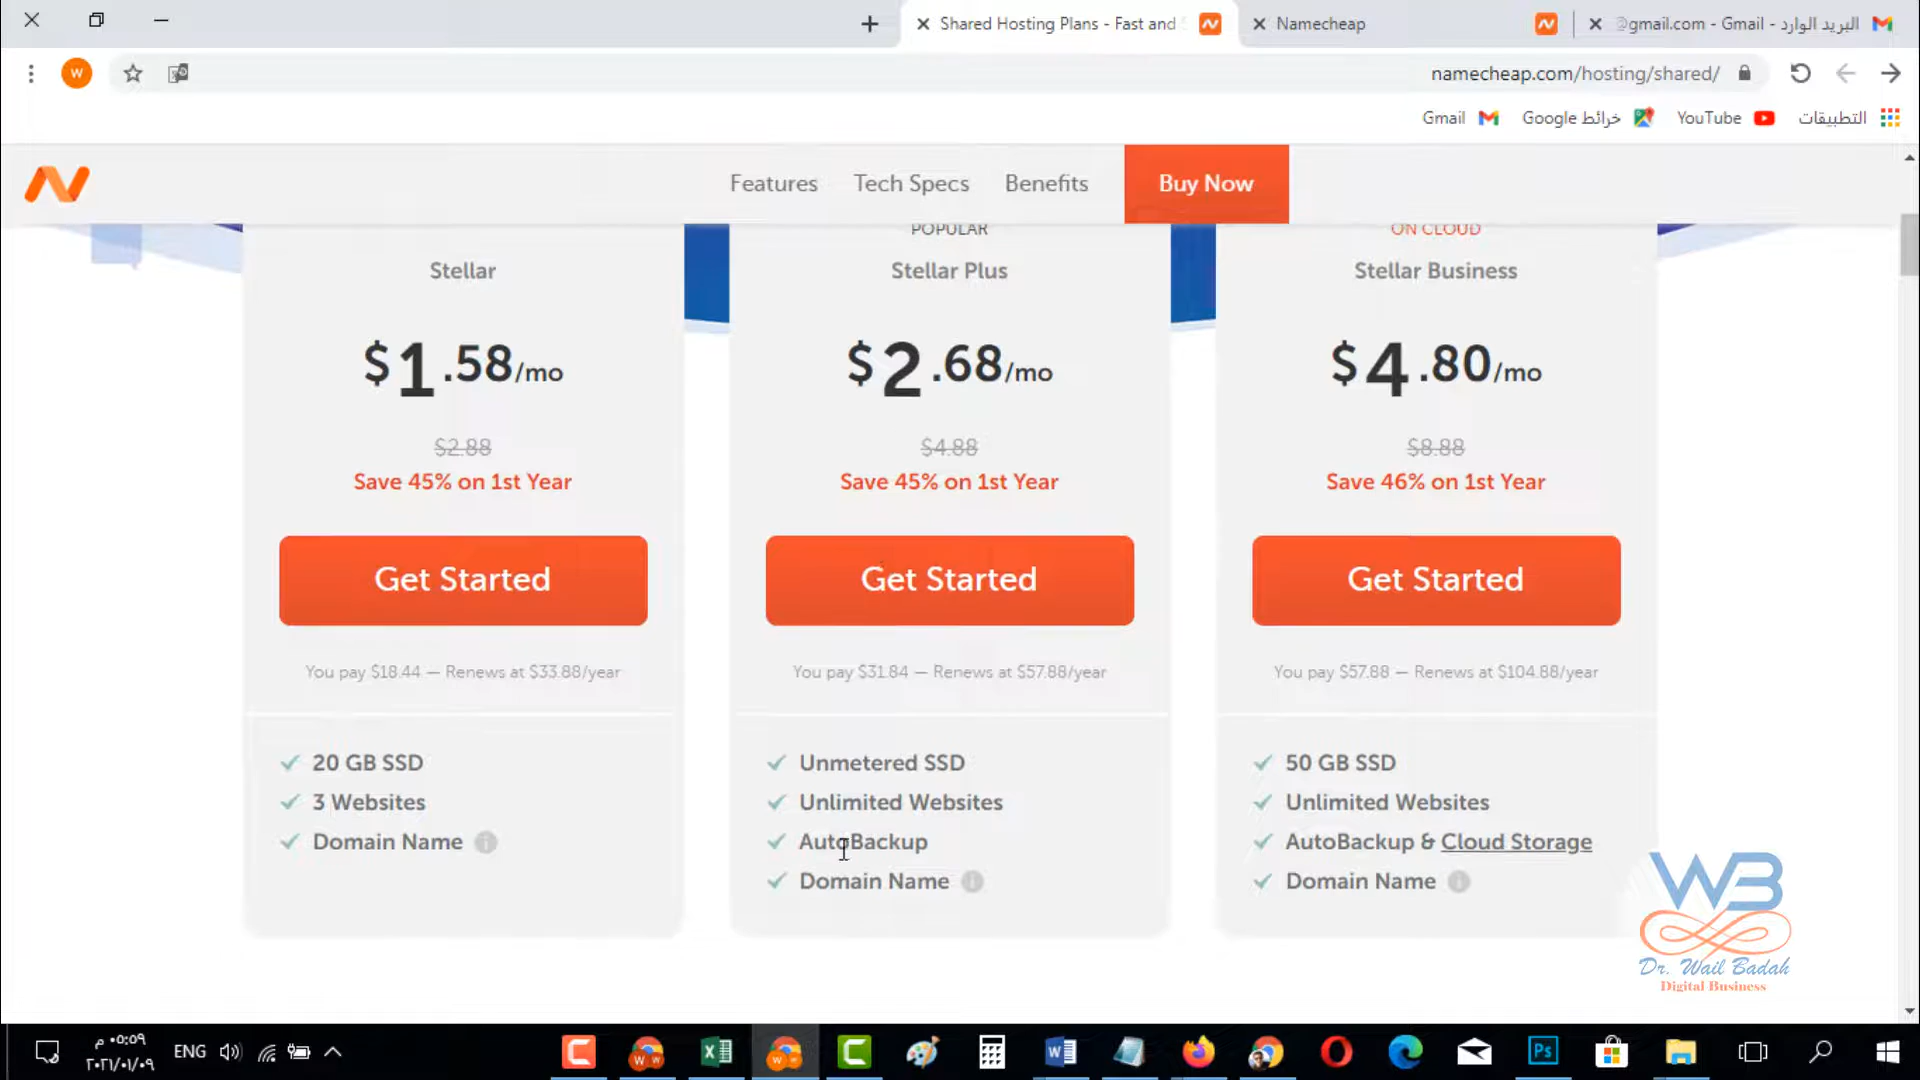 Shared Hosting Plans - Fast and
Namecheap
@gmail.com - Gmail - البريد الوارد
W
namecheap.com/hosting/shared/
Gmail
خرائط Google
YouTube
التطبيقات
Features
Tech Specs
Benefits
Buy Now
Stellar
$1.58/mo
$2.88
Save 45% on 1st Year
Get Started
You pay $18.44 — Renews at $33.88/year
20 GB SSD
3 Websites
Domain Name
POPULAR
Stellar Plus
$2.68/mo
$4.88
Save 45% on 1st Year
Get Started
You pay $31.84 — Renews at $57.88/year
Unmetered SSD
Unlimited Websites
AutoBackup
Domain Name
ON CLOUD
Stellar Business
$4.80/mo
$8.88
Save 46% on 1st Year
Get Started
You pay $57.88 — Renews at $104.88/year
50 GB SSD
Unlimited Websites
AutoBackup & Cloud Storage
Domain Name
WB
Dr. Wail Badah
Digital Business
٠٥:٥٩ م
٢٠٢١/٠١/٠٩
ENG
Ps